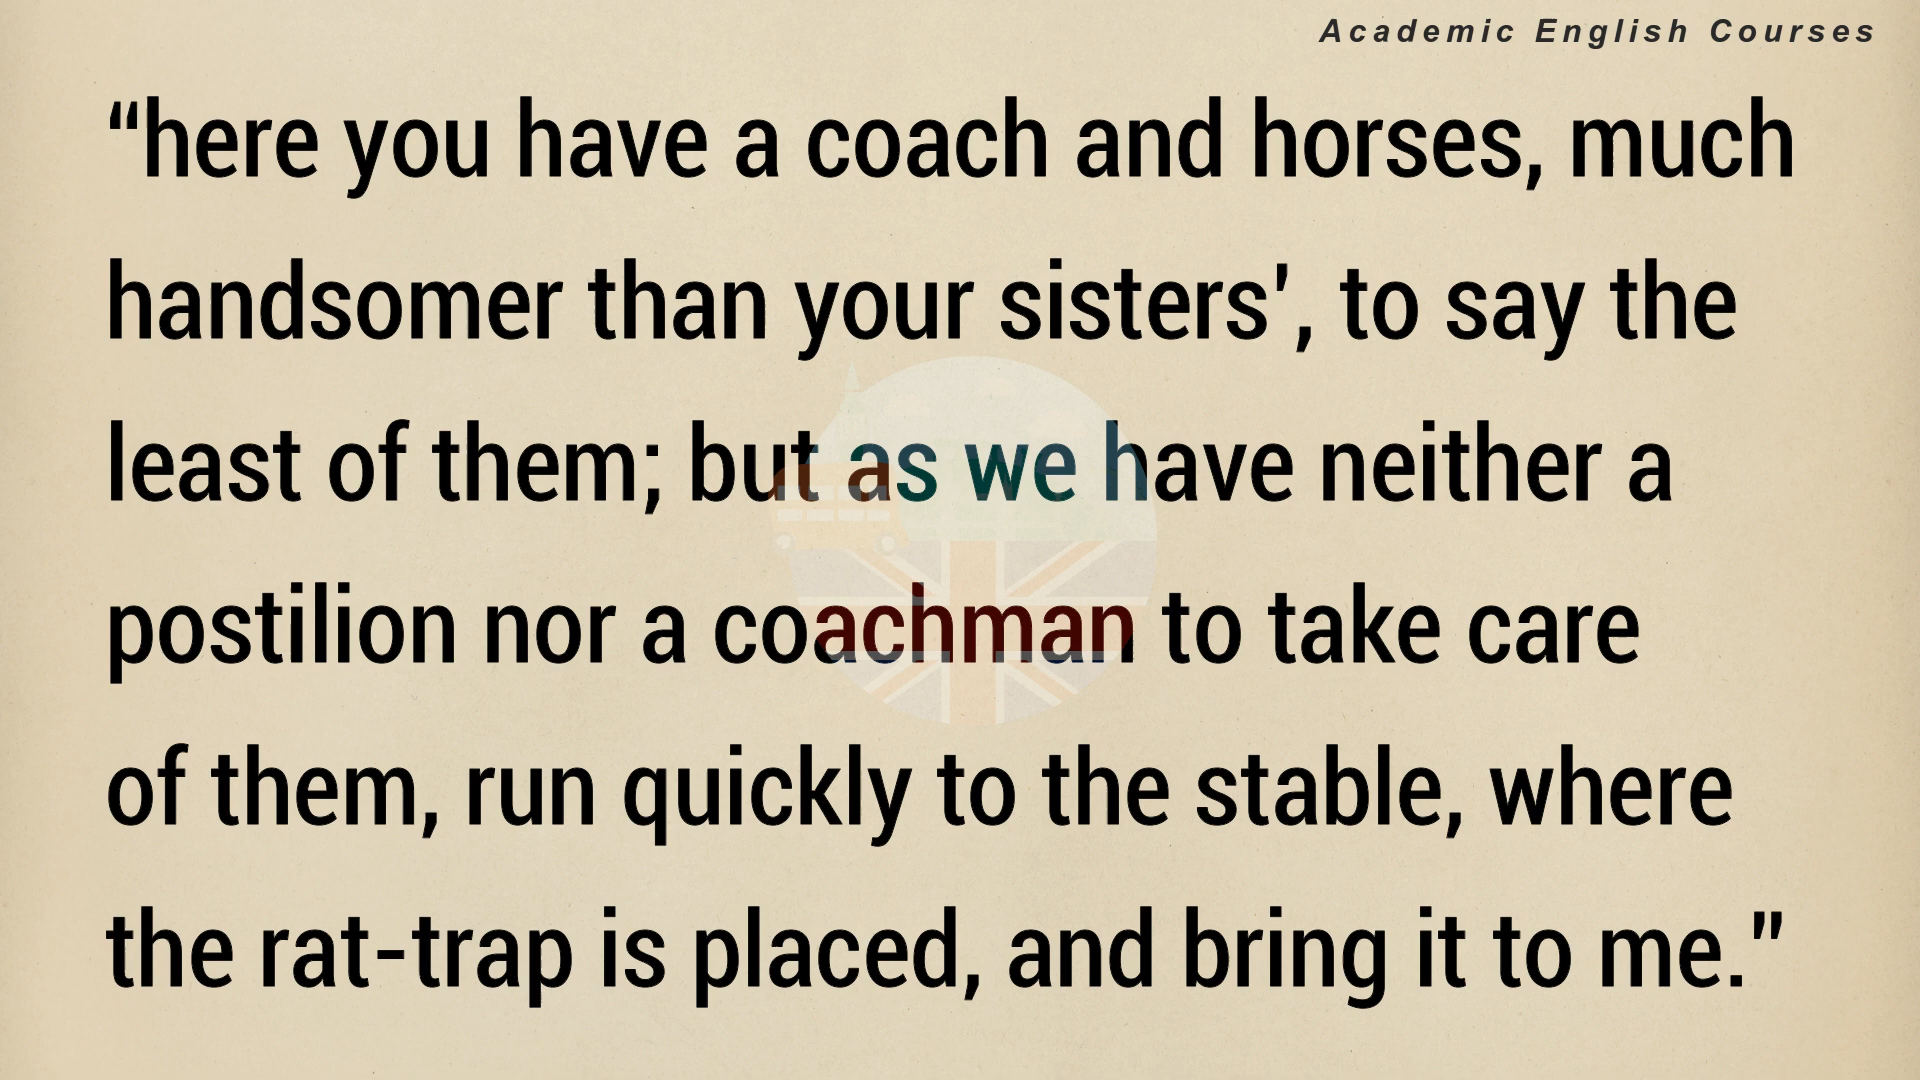 Academic English Courses
“here you have a coach and horses, much
handsomer than your sisters', to say the
least of them; but as we have neither a
postilion nor a coachman to take care
of them, run quickly to the stable, where
the rat-trap is placed, and bring it to me.”